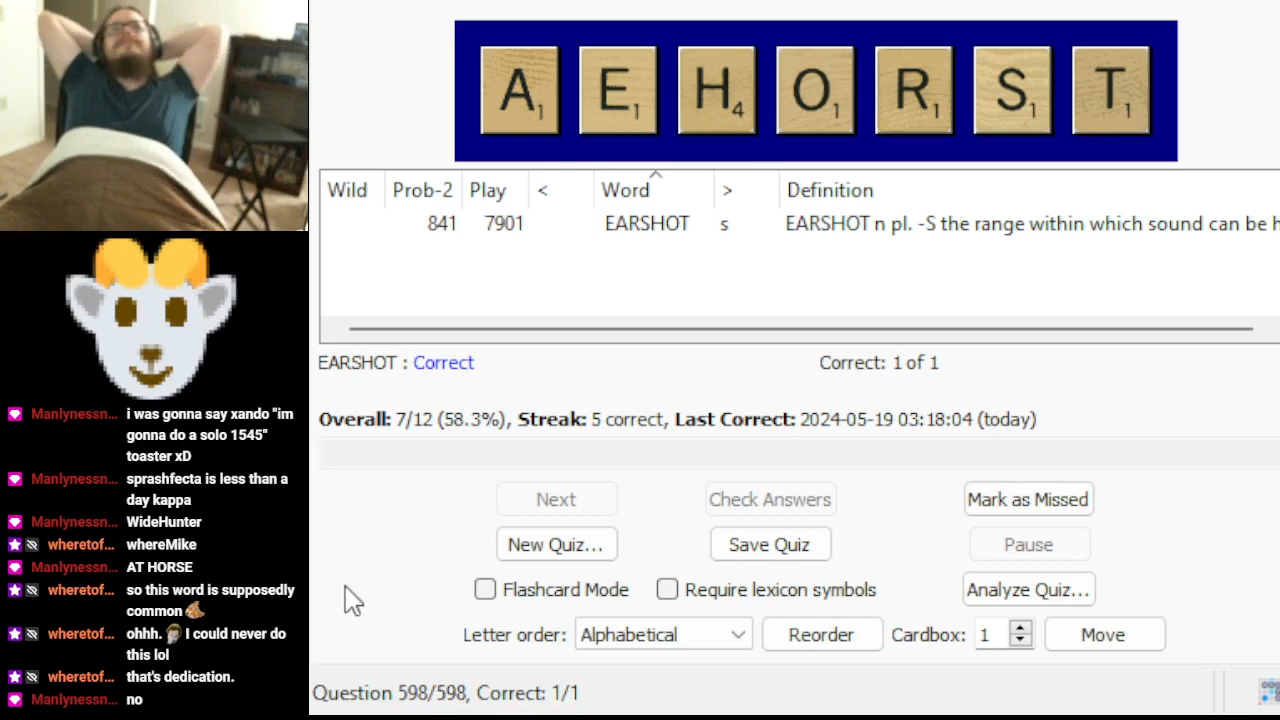 A1 E1 H4 O1 R1 S1 T1
Wild Prob-2 Play < Word > Definition
841 7901 EARSHOT s EARSHOT n pl. -S the range within which sound can be h
EARSHOT : Correct Correct: 1 of 1
Overall: 7/12 (58.3%), Streak: 5 correct, Last Correct: 2024-05-19 03:18:04 (today)
Next Check Answers Mark as Missed
New Quiz... Save Quiz Pause
Flashcard Mode Require lexicon symbols Analyze Quiz...
Letter order: Alphabetical Reorder Cardbox: 1 Move
Question 598/598, Correct: 1/1
Manlynessn... i was gonna say xando "im
gonna do a solo 1545"
toaster xD
Manlynessn... sprashfecta is less than a
day kappa
Manlynessn... WideHunter
wheretof... whereMike
Manlynessn... AT HORSE
wheretof... so this word is supposedly
common
wheretof... ohhh. I could never do
this lol
wheretof... that's dedication.
Manlynessn... no